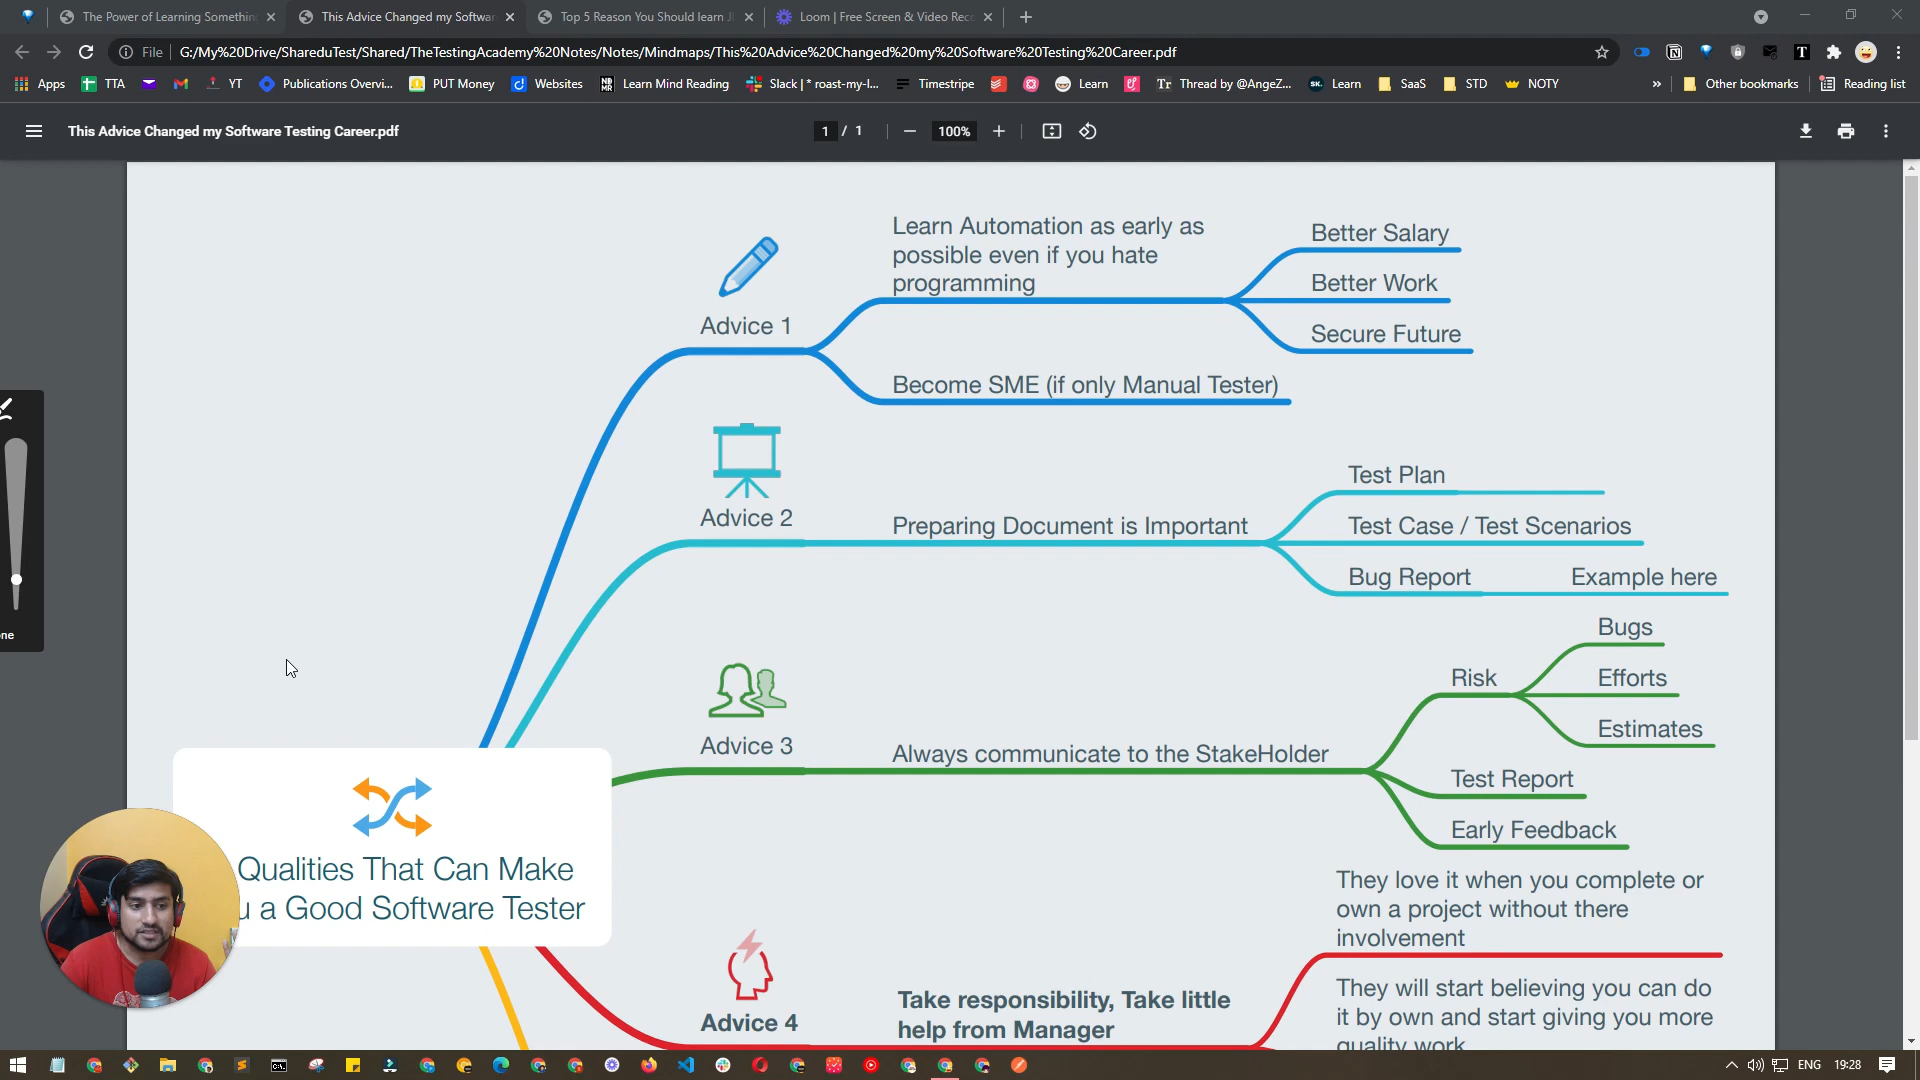 The Power of Learning Somethin
This Advice Changed my Softwar
Top 5 Reason You Should learn JI
Loom | Free Screen & Video Rec
File
G:/My%20Drive/ShareduTest/Shared/TheTestingAcademy%20Notes/Notes/Mindmaps/This%20Advice%20Changed%20my%20Software%20Testing%20Career.pdf
Apps TTA YT Publications Overvi... PUT Money Websites Learn Mind Reading Slack | * roast-my-l... Timestripe Learn Thread by @AngeZ... Learn SaaS STD NOTY » Other bookmarks Reading list
This Advice Changed my Software Testing Career.pdf
1 / 1
100%
Learn Automation as early as
possible even if you hate
programming
Better Salary
Better Work
Secure Future
Advice 1
Become SME (if only Manual Tester)
Advice 2
Preparing Document is Important
Test Plan
Test Case / Test Scenarios
Bug Report
Example here
Advice 3
Always communicate to the StakeHolder
Risk
Bugs
Efforts
Estimates
Test Report
Early Feedback
Qualities That Can Make
u a Good Software Tester
Advice 4
Take responsibility, Take little
help from Manager
They love it when you complete or
own a project without there
involvement
They will start believing you can do
it by own and start giving you more
quality work
ne
ENG
19:28